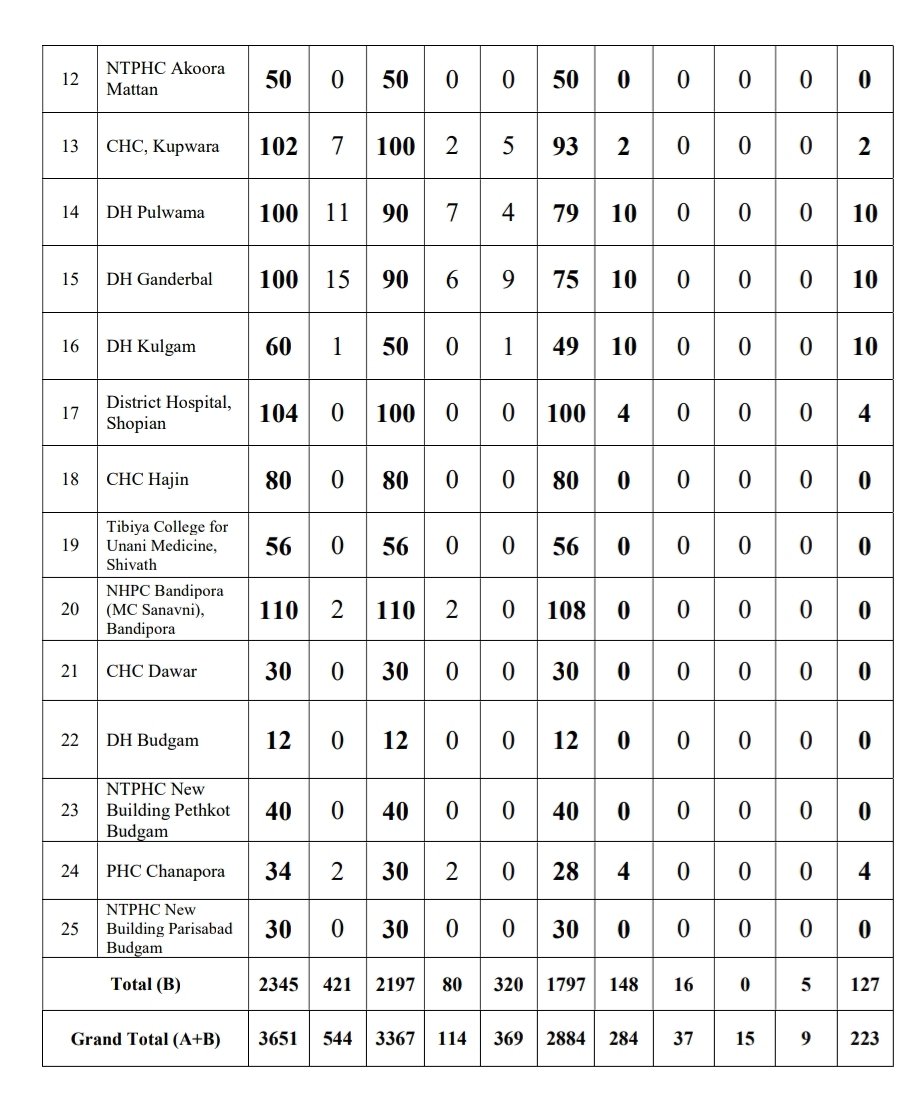 12 NTPHC Akoora Mattan 50 0 50 0 0 50 0 0 0 0 0
13 CHC, Kupwara 102 7 100 2 5 93 2 0 0 0 2
14 DH Pulwama 100 11 90 7 4 79 10 0 0 0 10
15 DH Ganderbal 100 15 90 6 9 75 10 0 0 0 10
16 DH Kulgam 60 1 50 0 1 49 10 0 0 0 10
17 District Hospital, Shopian 104 0 100 0 0 100 4 0 0 0 4
18 CHC Hajin 80 0 80 0 0 80 0 0 0 0 0
19 Tibiya College for Unani Medicine, Shivath 56 0 56 0 0 56 0 0 0 0 0
20 NHPC Bandipora (MC Sanavni), Bandipora 110 2 110 2 0 108 0 0 0 0 0
21 CHC Dawar 30 0 30 0 0 30 0 0 0 0 0
22 DH Budgam 12 0 12 0 0 12 0 0 0 0 0
23 NTPHC New Building Pethkot Budgam 40 0 40 0 0 40 0 0 0 0 0
24 PHC Chanapora 34 2 30 2 0 28 4 0 0 0 4
25 NTPHC New Building Parisabad Budgam 30 0 30 0 0 30 0 0 0 0 0
Total (B) 2345 421 2197 80 320 1797 148 16 0 5 127
Grand Total (A+B) 3651 544 3367 114 369 2884 284 37 15 9 223